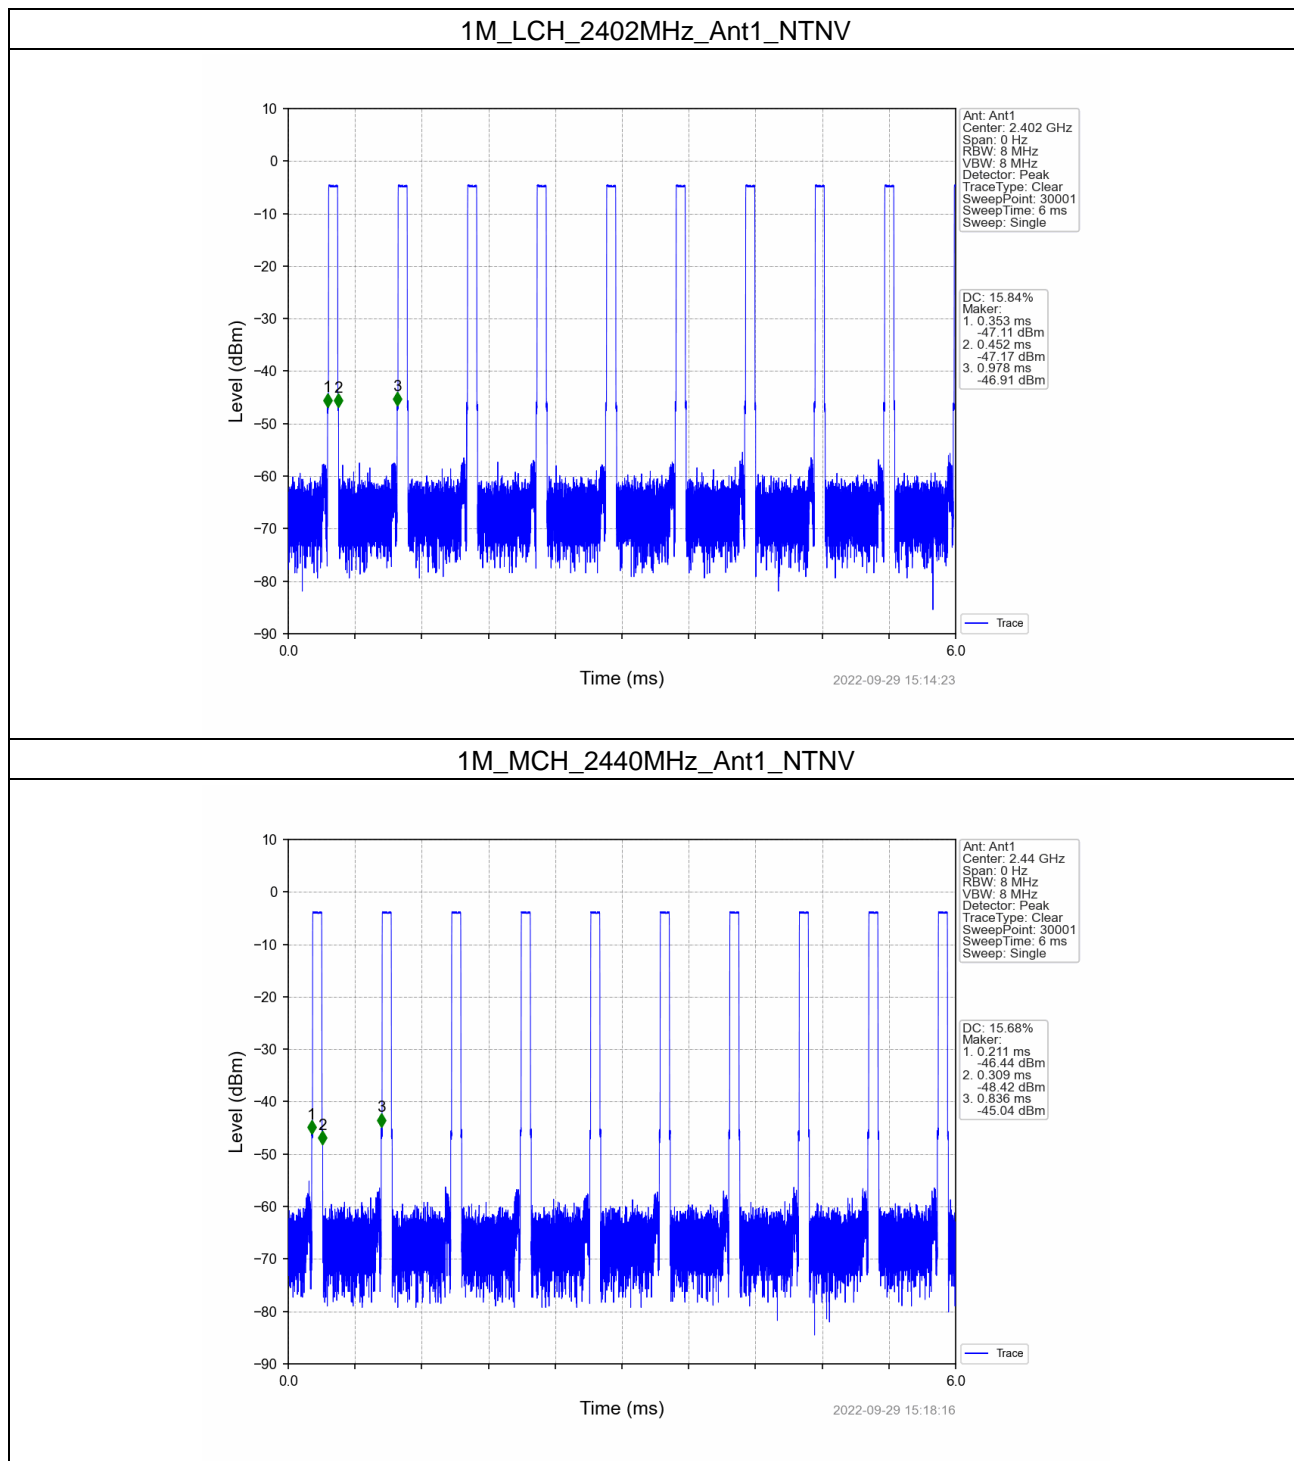 1M_LCH_2402MHz_Ant1_NTNV
10
0
−10
−20
−30
−40
−50
−60
−70
−80
−90
Level (dBm)
1 2
3
0.0
6.0
Time (ms)
2022-09-29 15:14:23
Ant: Ant1
Center: 2.402 GHz
Span: 0 Hz
RBW: 8 MHz
VBW: 8 MHz
Detector: Peak
TraceType: Clear
SweepPoint: 30001
SweepTime: 6 ms
Sweep: Single
DC: 15.84%
Maker:
1. 0.353 ms
-47.11 dBm
2. 0.452 ms
-47.17 dBm
3. 0.978 ms
-46.91 dBm
Trace
1M_MCH_2440MHz_Ant1_NTNV
10
0
−10
−20
−30
−40
−50
−60
−70
−80
−90
Level (dBm)
1
2
3
0.0
6.0
Time (ms)
2022-09-29 15:18:16
Ant: Ant1
Center: 2.44 GHz
Span: 0 Hz
RBW: 8 MHz
VBW: 8 MHz
Detector: Peak
TraceType: Clear
SweepPoint: 30001
SweepTime: 6 ms
Sweep: Single
DC: 15.68%
Maker:
1. 0.211 ms
-46.44 dBm
2. 0.309 ms
-48.42 dBm
3. 0.836 ms
-45.04 dBm
Trace